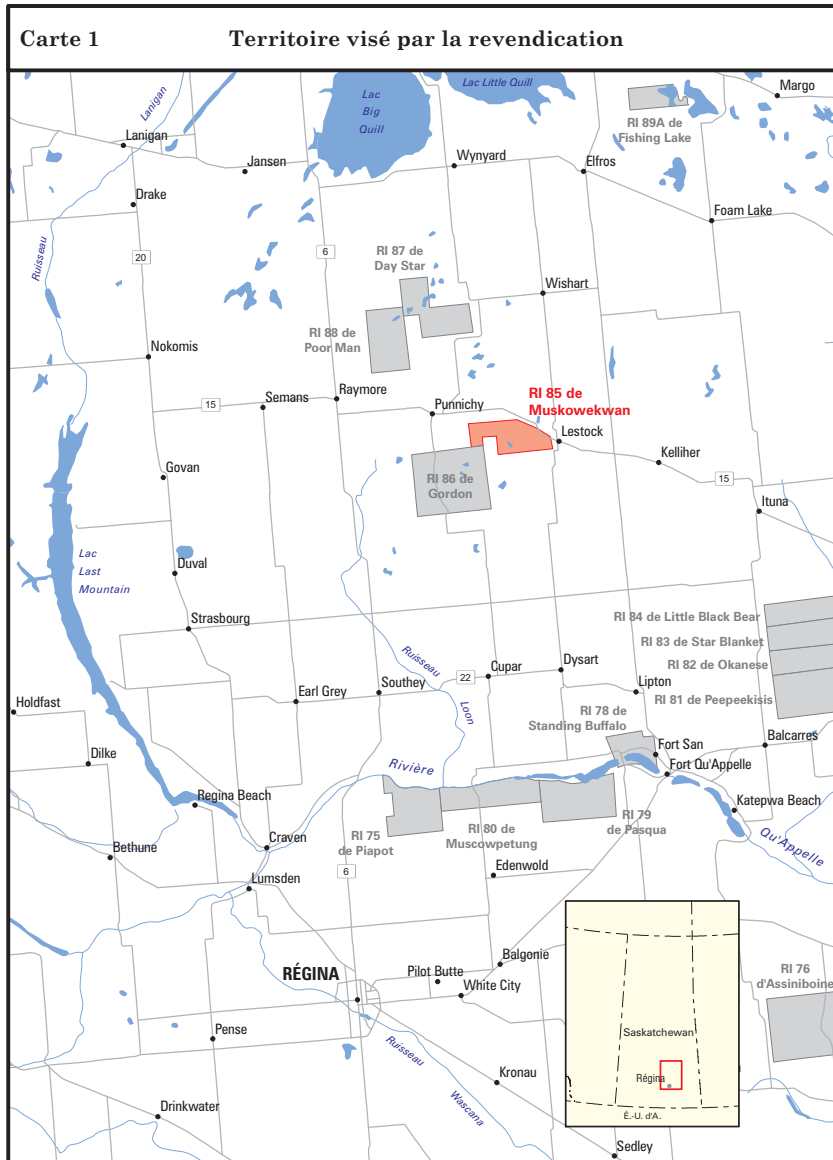 Carte 1
Territoire visé par la revendication
Lanigan
Lac
Big
Quill
Lac Little Quill
Margo
RI 89A de
Fishing Lake
Lanigan
Jansen
Wynyard
Elfros
Drake
Foam Lake
Ruisseau
20
6
RI 87 de
Day Star
Wishart
RI 88 de
Poor Man
Nokomis
15
Semans
Raymore
Punnichy
RI 85 de
Muskowekwan
Lestock
Kelliher
15
Govan
RI 86 de
Gordon
Ituna
Lac
Last
Mountain
Duval
Strasbourg
RI 84 de Little Black Bear
RI 83 de Star Blanket
RI 82 de Okanese
RI 81 de Peepeekisis
Ruisseau
Loon
Holdfast
Earl Grey
Southey
22
Cupar
Dysart
Lipton
RI 78 de
Standing Buffalo
Balcarres
Dilke
Rivière
Fort San
Fort Qu'Appelle
Regina Beach
Katepwa Beach
Qu'Appelle
Bethune
Craven
RI 75
de Piapot
RI 80 de
Muscowpetung
RI 79
de Pasqua
6
Edenwold
Lumsden
Balgonie
RÉGINA
Pilot Butte
White City
RI 76
d'Assiniboine
Pense
Ruisseau
Wascana
Kronau
Drinkwater
Sedley
Saskatchewan
Régina
É.-U. d'A.